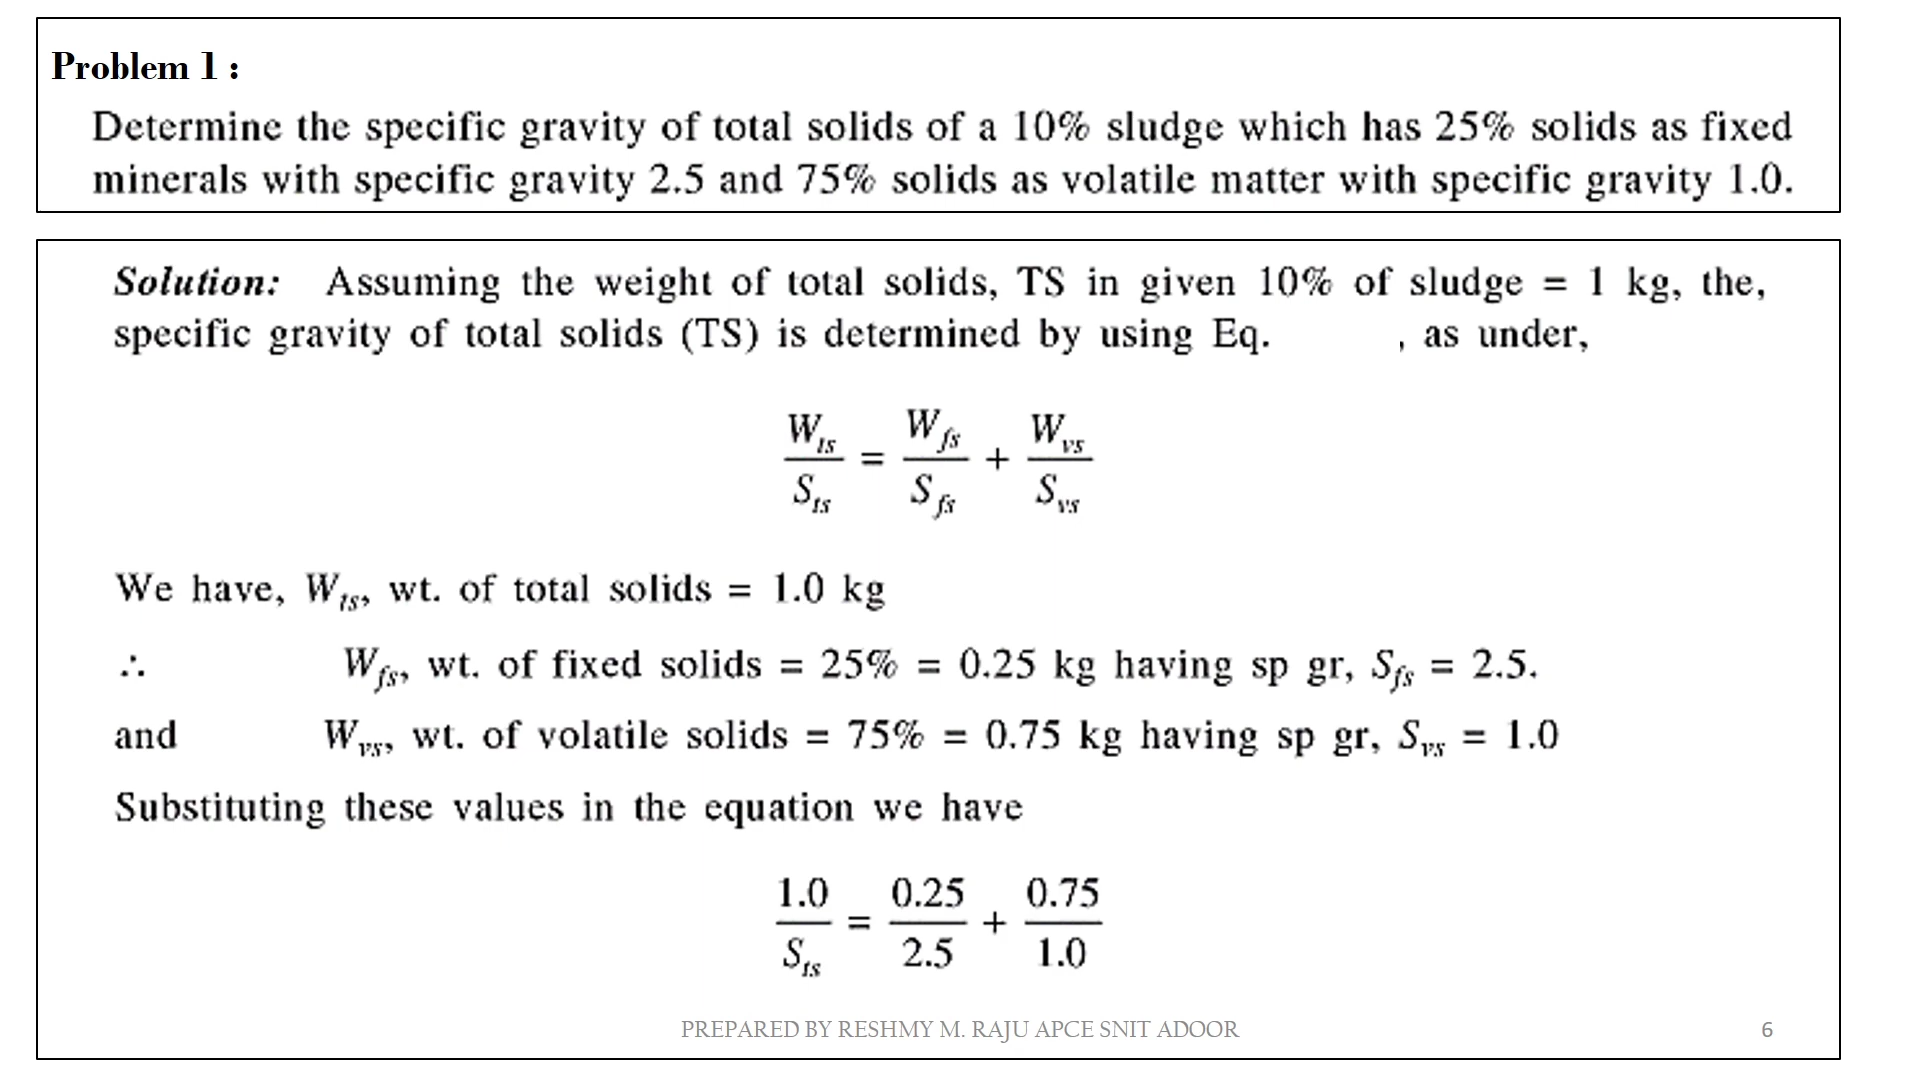 Problem 1 :
Determine the specific gravity of total solids of a 10% sludge which has 25% solids as fixed
minerals with specific gravity 2.5 and 75% solids as volatile matter with specific gravity 1.0.
Solution: Assuming the weight of total solids, TS in given 10% of sludge = 1 kg, the,
specific gravity of total solids (TS) is determined by using Eq. , as under,
W_ts / S_ts = W_fs / S_fs + W_vs / S_vs
We have, W_ts, wt. of total solids = 1.0 kg
∴ W_fs, wt. of fixed solids = 25% = 0.25 kg having sp gr, S_fs = 2.5.
and W_vs, wt. of volatile solids = 75% = 0.75 kg having sp gr, S_vs = 1.0
Substituting these values in the equation we have
1.0 / S_ts = 0.25 / 2.5 + 0.75 / 1.0
PREPARED BY RESHMY M. RAJU APCE SNIT ADOOR 6